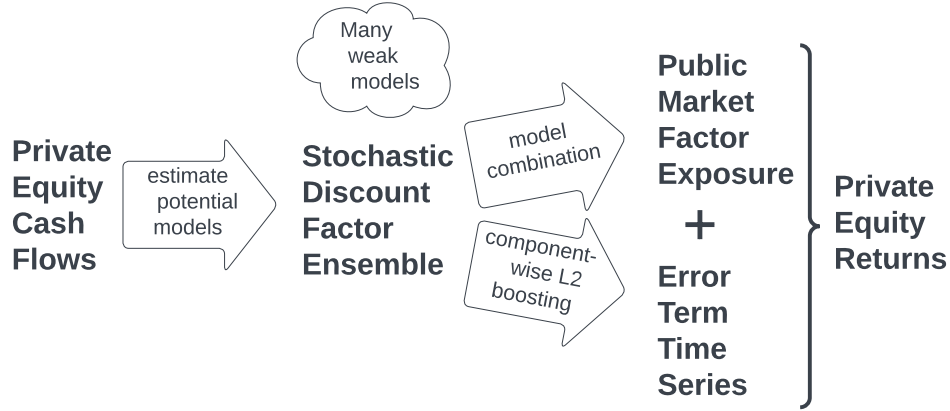 Private
Equity
Cash
Flows
estimate
potential
models
Many
weak
models
Stochastic
Discount
Factor
Ensemble
model
combination
component-
wise L2
boosting
Public
Market
Factor
Exposure
+
Error
Term
Time
Series
Private
Equity
Returns